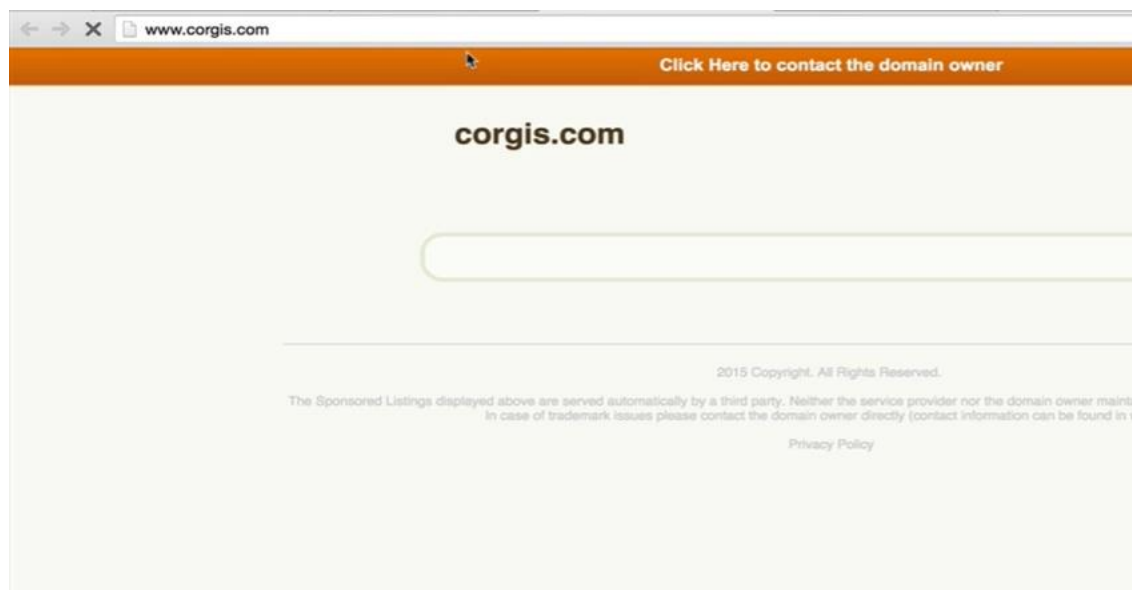 www.corgis.com
Click Here to contact the domain owner
corgis.com
2015 Copyright. All Rights Reserved.
The Sponsored Listings displayed above are served automatically by a third party. Neither the service provider nor the domain owner
In case of trademark issues please contact the domain owner directly (contact information can be found in
Privacy Policy